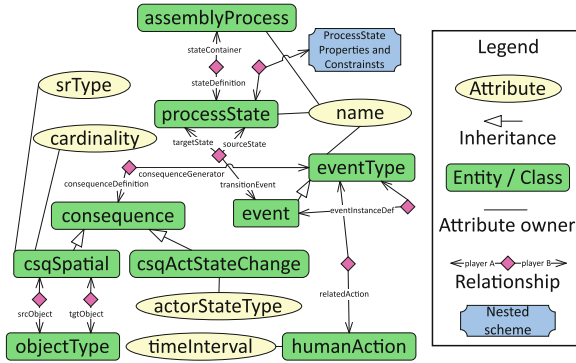 assemblyProcess
stateContainer
ProcessState
Properties and
Constrainsts
stateDefinition
srType
processState
name
cardinality
targetState
sourceState
consequenceGenerator
eventType
consequenceDefinition
transitionEvent
consequence
event
eventInstanceDef
csqSpatial
csqActStateChange
actorStateType
relatedAction
srcObject
tgtObject
objectType
timeInterval
humanAction
Legend
Attribute
Inheritance
Entity / Class
Attribute owner
player A
player B
Relationship
Nested
scheme